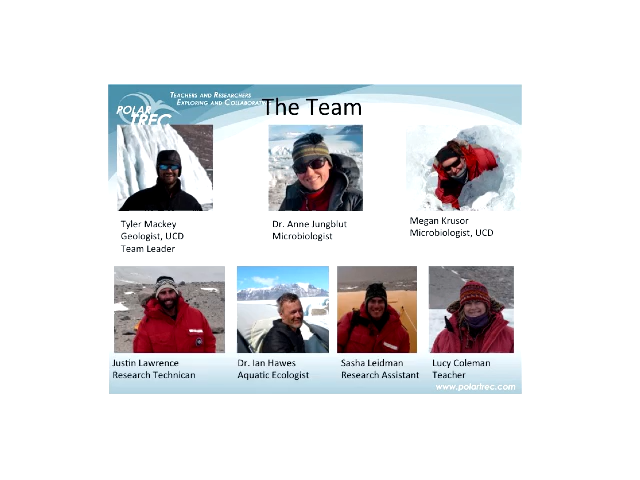 TEACHERS AND RESEARCHERS
EXPLORING AND COLLABORAT
POLAR
TREC
The Team
Tyler Mackey
Geologist, UCD
Team Leader
Dr. Anne Jungblut
Microbiologist
Megan Krusor
Microbiologist, UCD
Justin Lawrence
Research Technican
Dr. Ian Hawes
Aquatic Ecologist
Sasha Leidman
Research Assistant
Lucy Coleman
Teacher
www.polartrec.com